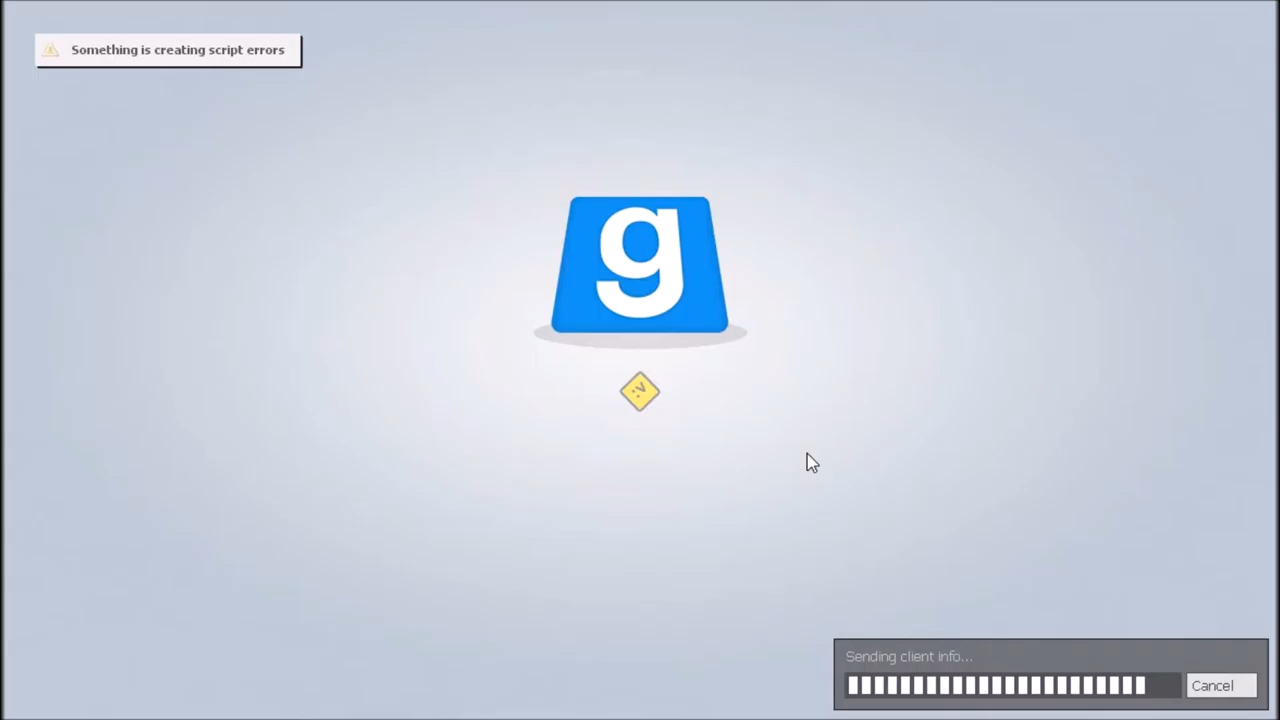 Something is creating script errors
g
:v
Sending client info...
Cancel